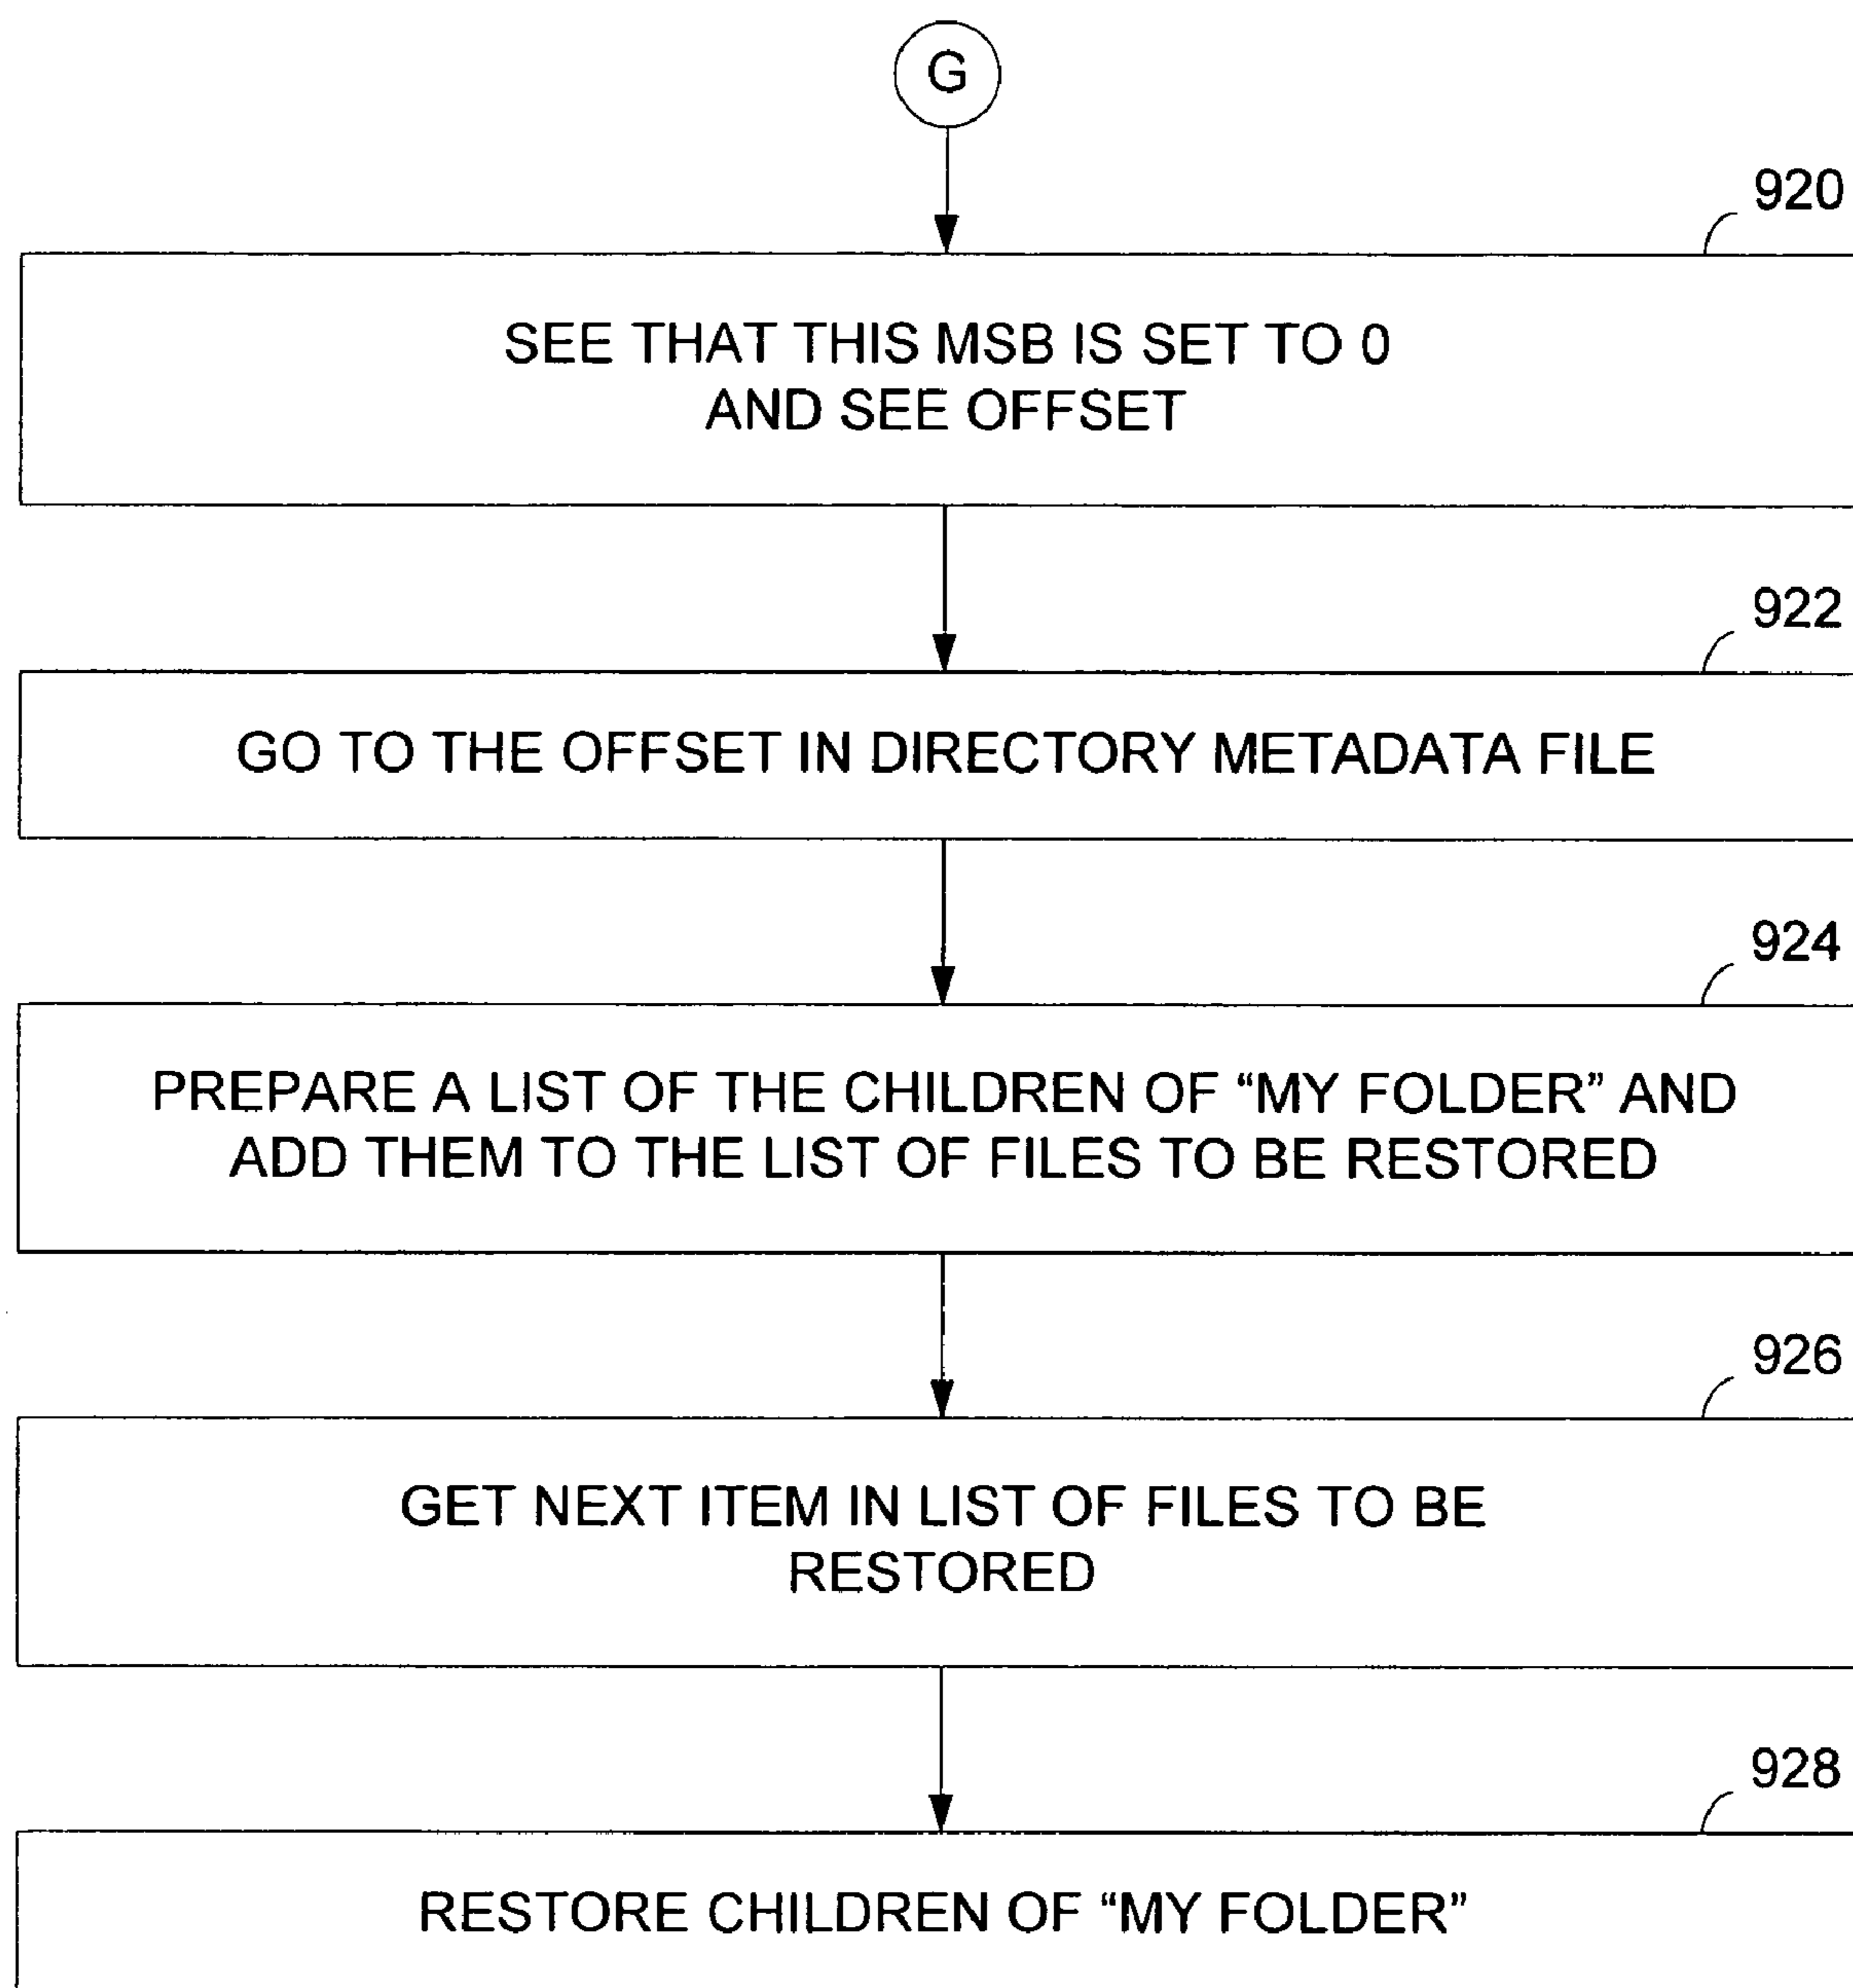 G
920
SEE THAT THIS MSB IS SET TO 0
AND SEE OFFSET
922
GO TO THE OFFSET IN DIRECTORY METADATA FILE
924
PREPARE A LIST OF THE CHILDREN OF “MY FOLDER” AND
ADD THEM TO THE LIST OF FILES TO BE RESTORED
926
GET NEXT ITEM IN LIST OF FILES TO BE
RESTORED
928
RESTORE CHILDREN OF “MY FOLDER”